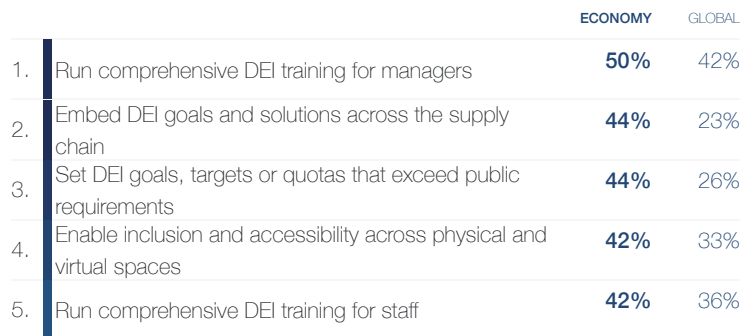 ECONOMY GLOBAL
1. Run comprehensive DEI training for managers 50% 42%
2. Embed DEI goals and solutions across the supply
chain 44% 23%
3. Set DEI goals, targets or quotas that exceed public
requirements 44% 26%
4. Enable inclusion and accessibility across physical and
virtual spaces 42% 33%
5. Run comprehensive DEI training for staff 42% 36%